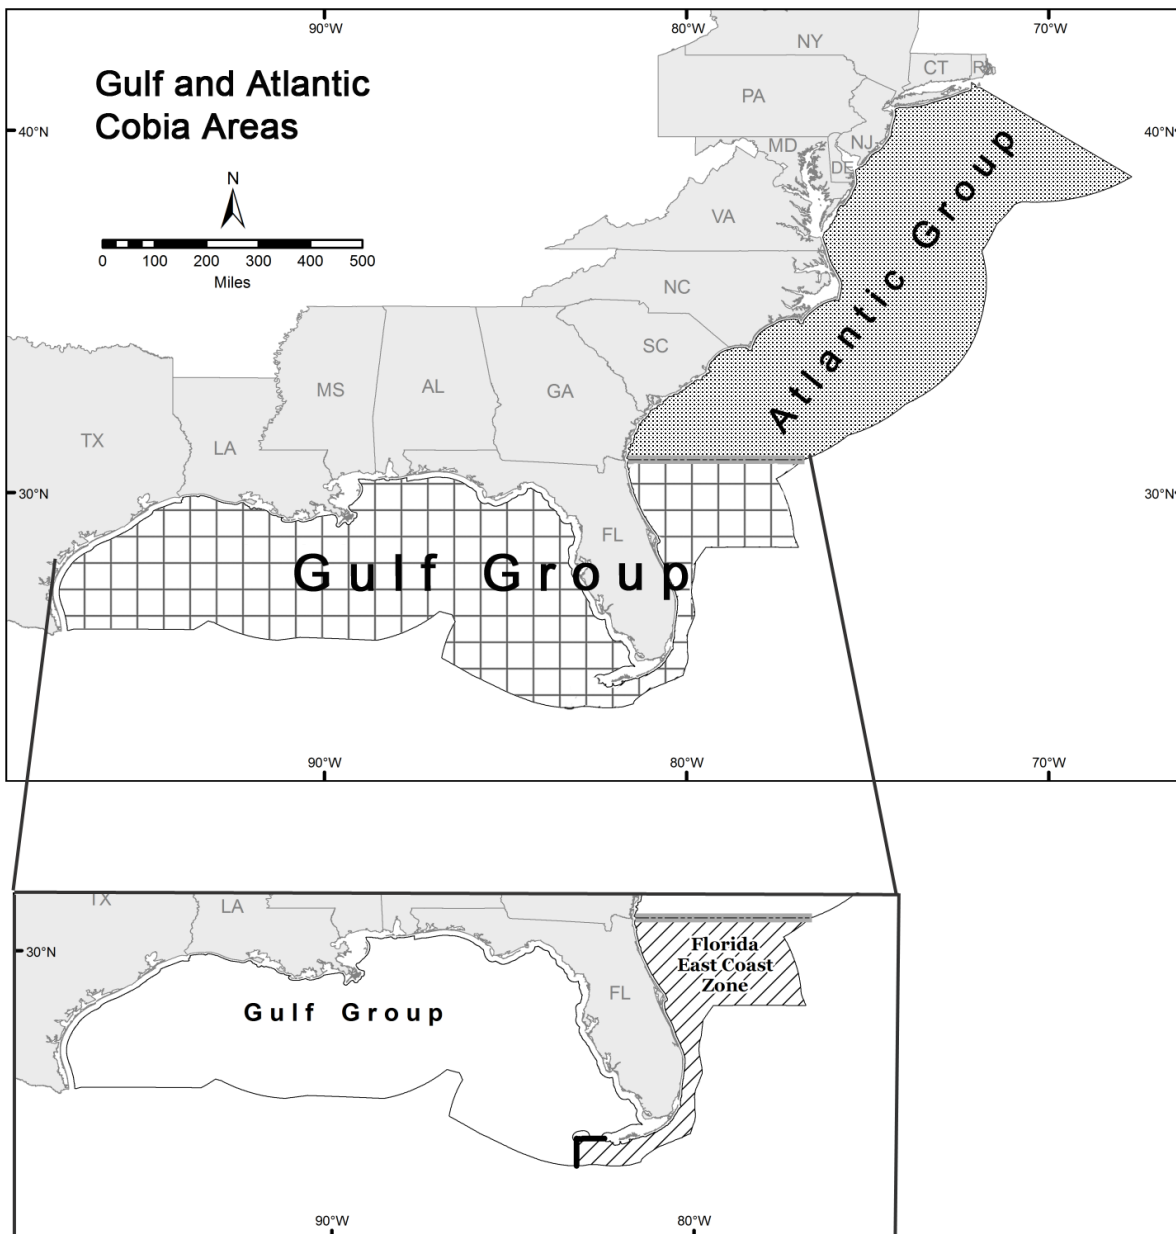 90°W 80°W 70°W
Gulf and Atlantic
Cobia Areas
N
0 100 200 300 400 500
Miles
40°N
40°N
NY
CT
RI
PA
NJ
MD
DE
VA
NC
SC
MS
AL
GA
TX
LA
FL
30°N
30°N
Atlantic Group
Gulf Group
90°W 80°W 70°W
TX
LA
30°N
Florida
East Coast
Zone
FL
Gulf Group
90°W 80°W